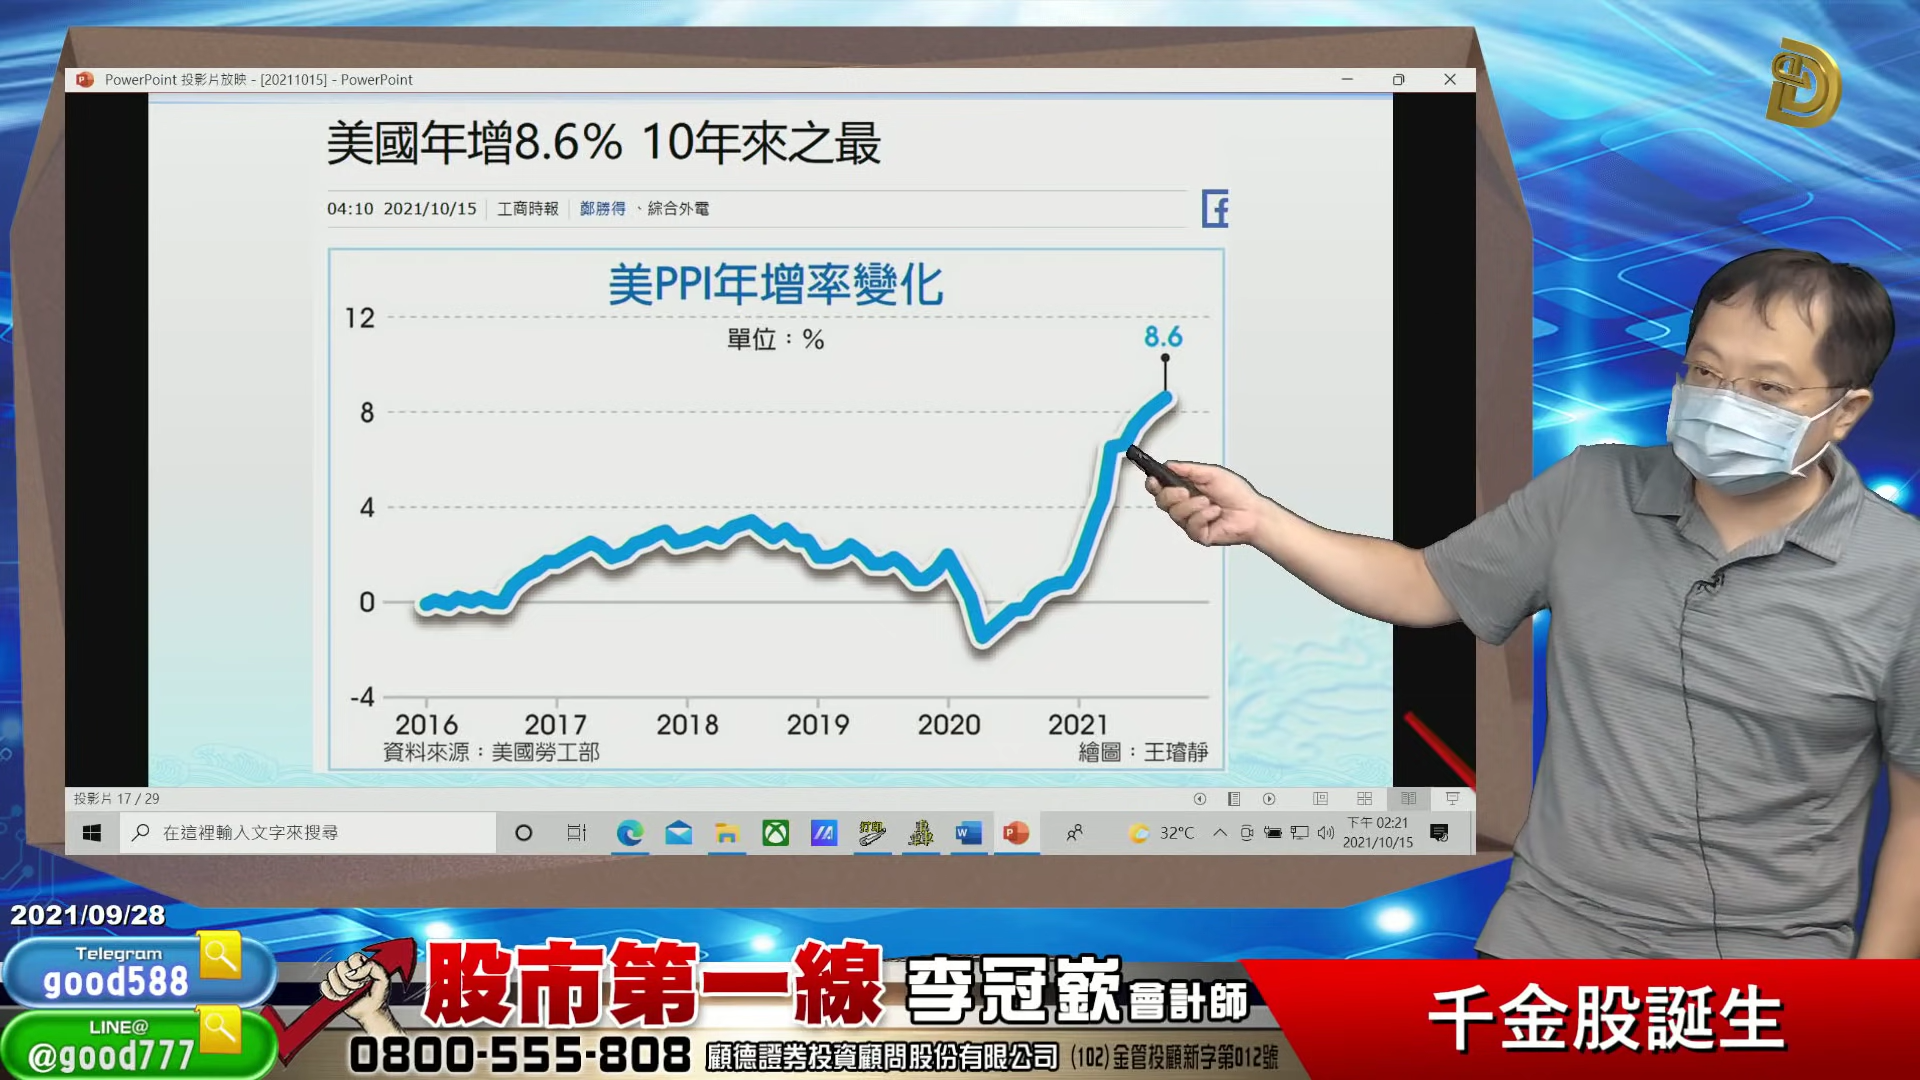 PowerPoint 投影片放映 - [20211015] - PowerPoint
美國年增8.6% 10年來之最
04:10 2021/10/15 工商時報 鄭勝得、綜合外電
美PPI年增率變化
單位：%
12
8.6
8
4
0
-4
2016 2017 2018 2019 2020 2021
資料來源：美國勞工部 繪圖：王璿靜
投影片 17 / 29
在這裡輸入文字來搜尋
32°C
下午 02:21
2021/10/15
2021/09/28
Telegram
good588
LINE@
@good777
股市第一線 李冠嶔會計師
0800-555-808 顧德證券投資顧問股份有限公司 (102)金管投顧新字第012號
千金股誕生